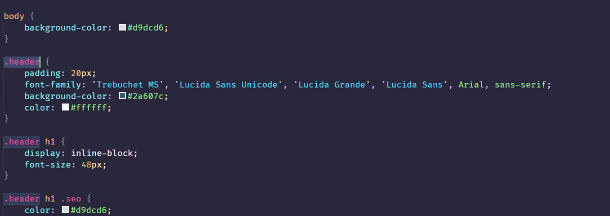 body {
    background-color: #d9dcd6;
}
.header {
    padding: 20px;
    font-family: 'Trebuchet MS', 'Lucida Sans Unicode', 'Lucida Grande', 'Lucida Sans', Arial, sans-serif;
    background-color: #2a607c;
    color: #ffffff;
}
.header h1 {
    display: inline-block;
    font-size: 48px;
}
.header h1 .seo {
    color: #d9dcd6;